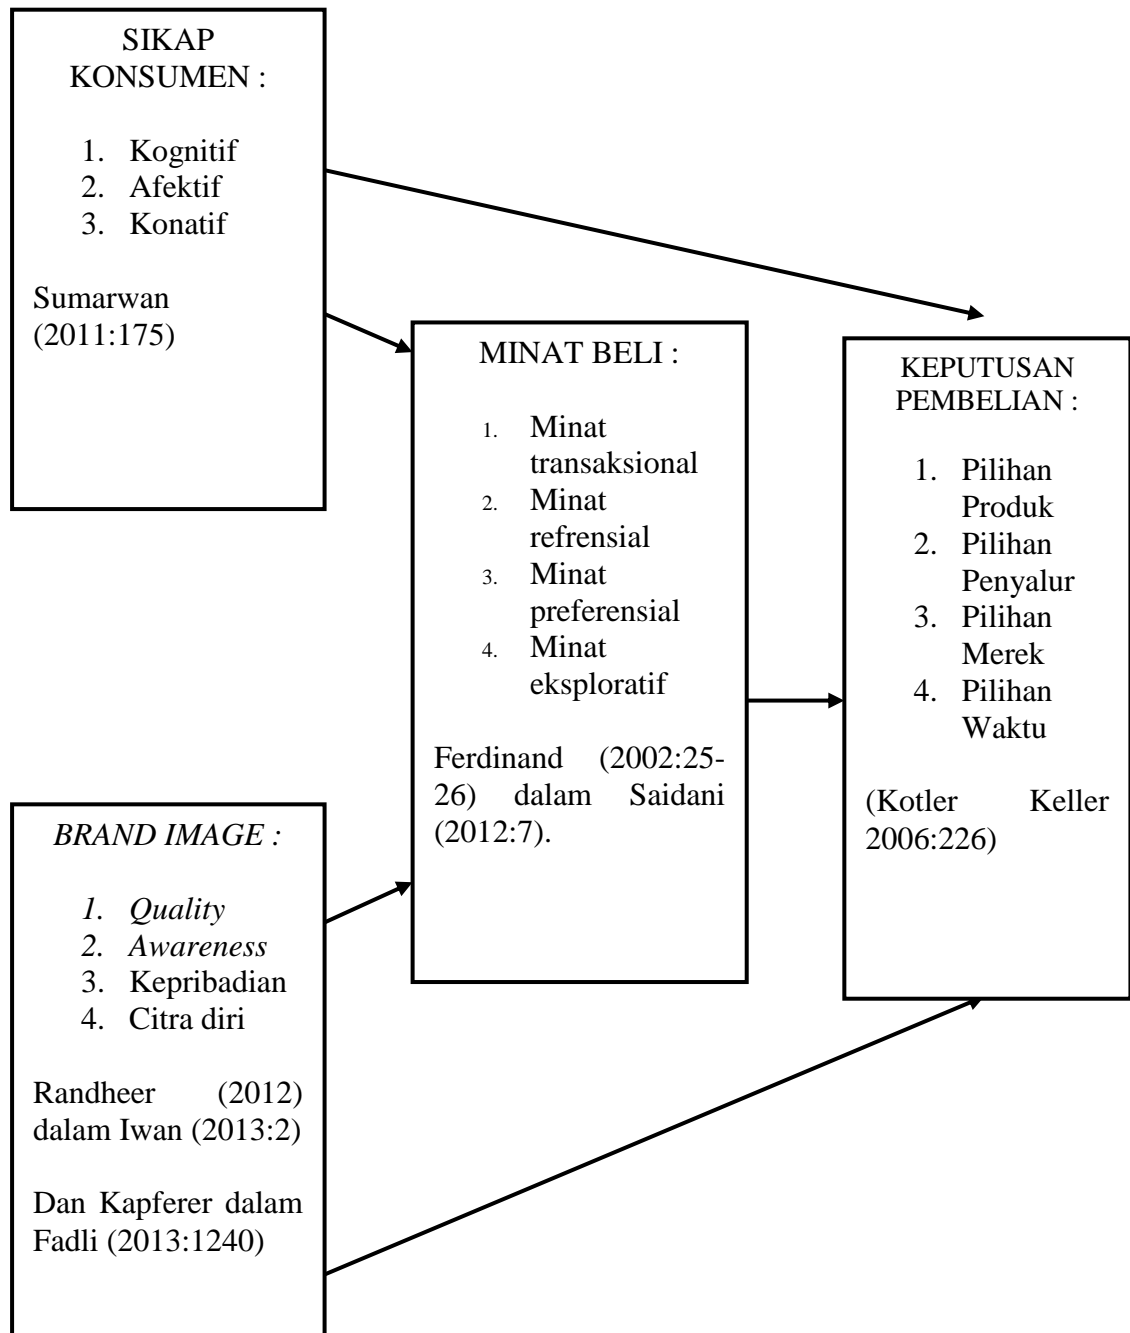 SIKAP
KONSUMEN :
1. Kognitif
2. Afektif
3. Konatif
Sumarwan
(2011:175)
MINAT BELI :
1. Minat
transaksional
2. Minat
refrensial
3. Minat
preferensial
4. Minat
eksploratif
Ferdinand (2002:25-
26) dalam Saidani
(2012:7).
KEPUTUSAN
PEMBELIAN :
1. Pilihan
Produk
2. Pilihan
Penyalur
3. Pilihan
Merek
4. Pilihan
Waktu
(Kotler Keller
2006:226)
BRAND IMAGE :
1. Quality
2. Awareness
3. Kepribadian
4. Citra diri
Randheer (2012)
dalam Iwan (2013:2)
Dan Kapferer dalam
Fadli (2013:1240)